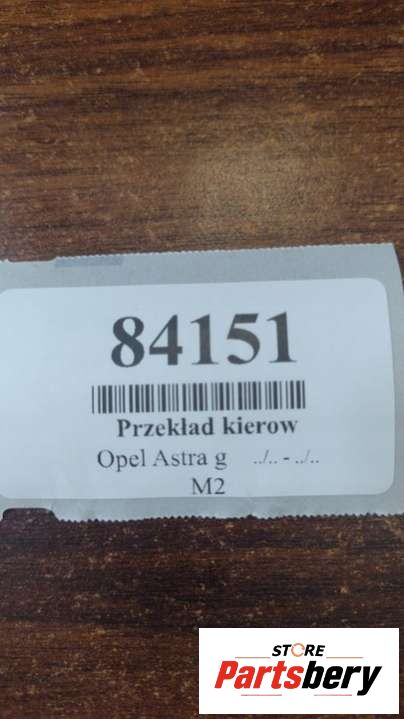 84151
Przekład kierow
Opel Astra g ../.. - ../..
M2
STORE
Partsbery